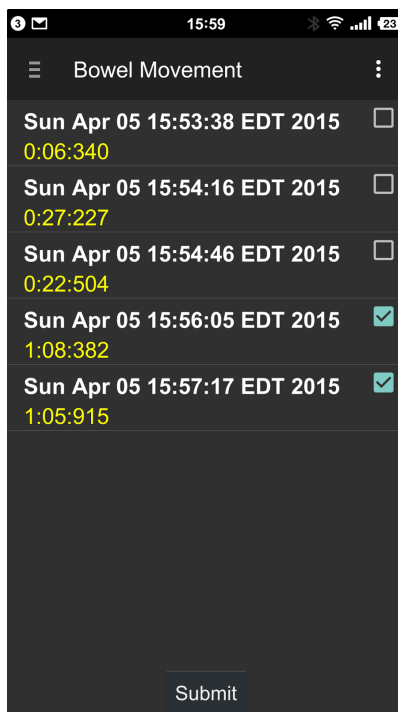 3 15:59 23
Bowel Movement
Sun Apr 05 15:53:38 EDT 2015
0:06:340
Sun Apr 05 15:54:16 EDT 2015
0:27:227
Sun Apr 05 15:54:46 EDT 2015
0:22:504
Sun Apr 05 15:56:05 EDT 2015
1:08:382
Sun Apr 05 15:57:17 EDT 2015
1:05:915
Submit